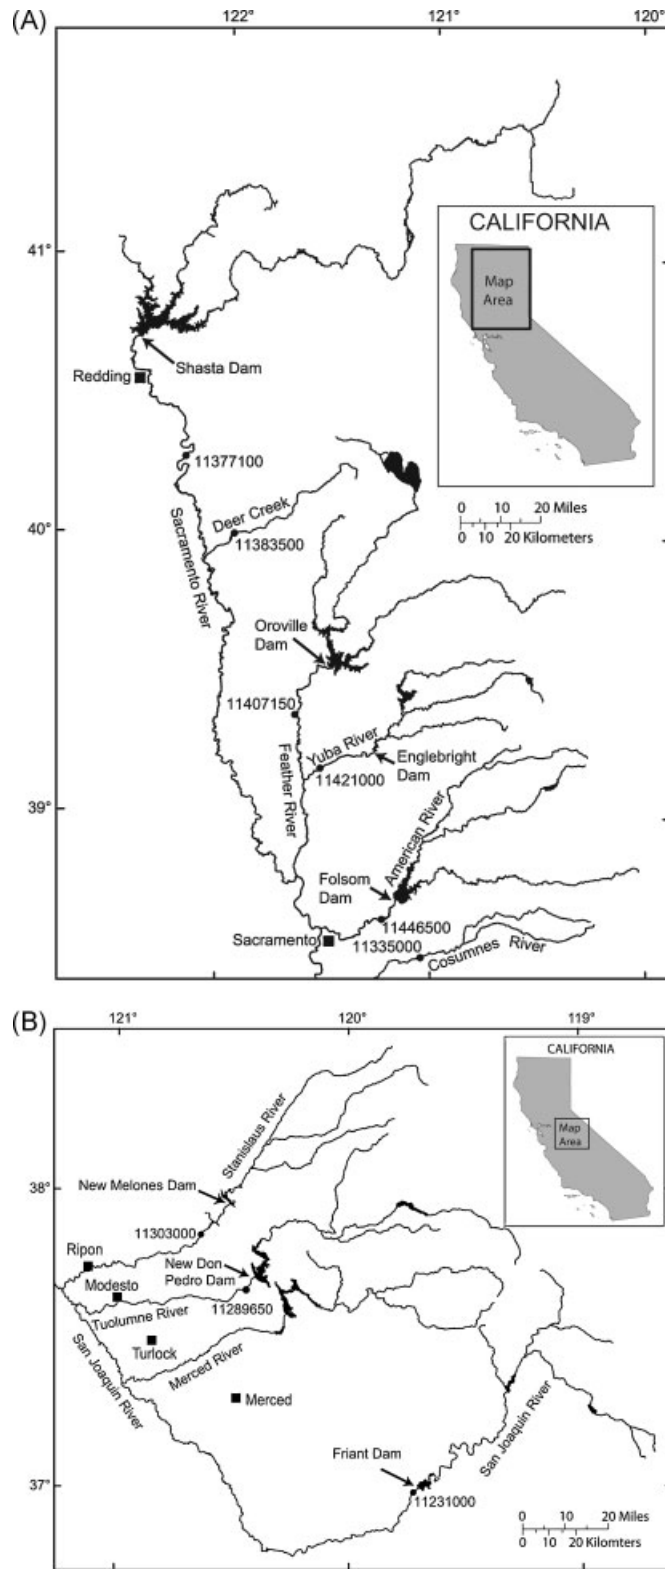 (A)
122°
121°
120°
41°
CALIFORNIA
Map
Area
Shasta Dam
Redding
11377100
0 10 20 Miles
0 10 20 Kilometers
Deer Creek
40°
11383500
Sacramento River
Oroville
Dam
11407150
Yuba River
Englebright
Dam
11421000
Feather River
39°
American River
Folsom
Dam
11446500
Sacramento
11335000
Cosumnes River
(B)
121°
120°
119°
CALIFORNIA
Map
Area
Stanislaus River
38°
New Melones Dam
11303000
Ripon
New Don
Pedro Dam
Modesto
11289650
Tuolumne River
Turlock
Merced River
San Joaquin River
Merced
San Joaquin River
Friant Dam
37°
11231000
0 10 20 Miles
0 10 20 Kilomters